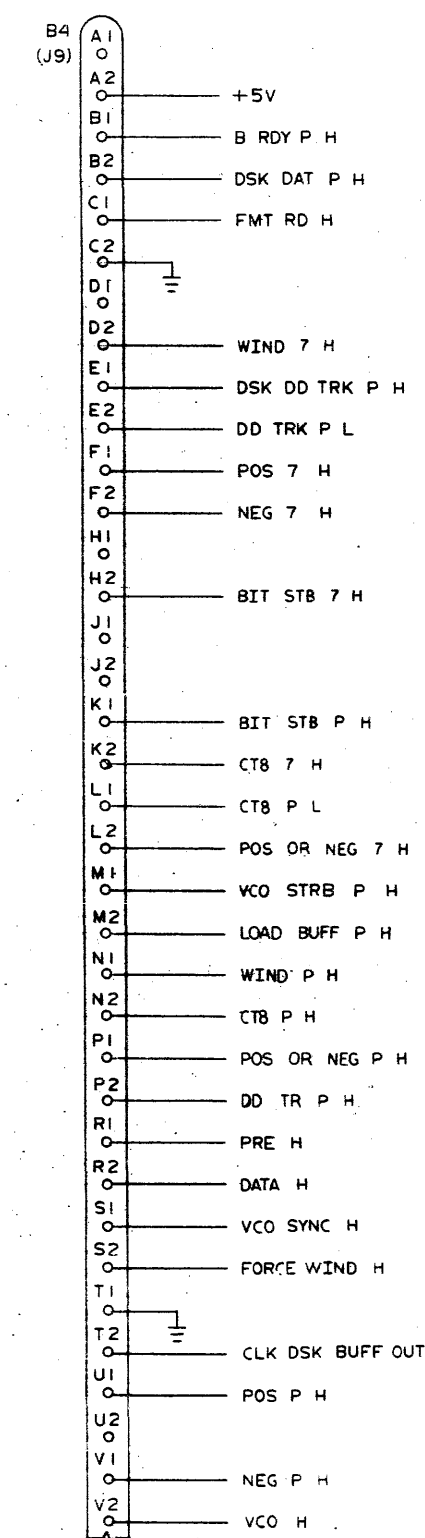 B4
(J9)
A1
A2 +5V
B1 B RDY P H
B2 DSK DAT P H
C1 FMT RD H
C2
D1
D2 WIND 7 H
E1 DSK DD TRK P H
E2 DD TRK P L
F1 POS 7 H
F2 NEG 7 H
H1
H2 BIT STB 7 H
J1
J2
K1 BIT STB P H
K2 CT8 7 H
L1 CT8 P L
L2 POS OR NEG 7 H
M1 VCO STRB P H
M2 LOAD BUFF P H
N1 WIND P H
N2 CT8 P H
P1 POS OR NEG P H
P2 DD TR P H
R1 PRE H
R2 DATA H
S1 VCO SYNC H
S2 FORCE WIND H
T1
T2 CLK DSK BUFF OUT
U1 POS P H
U2
V1 NEG P H
V2 VCO H